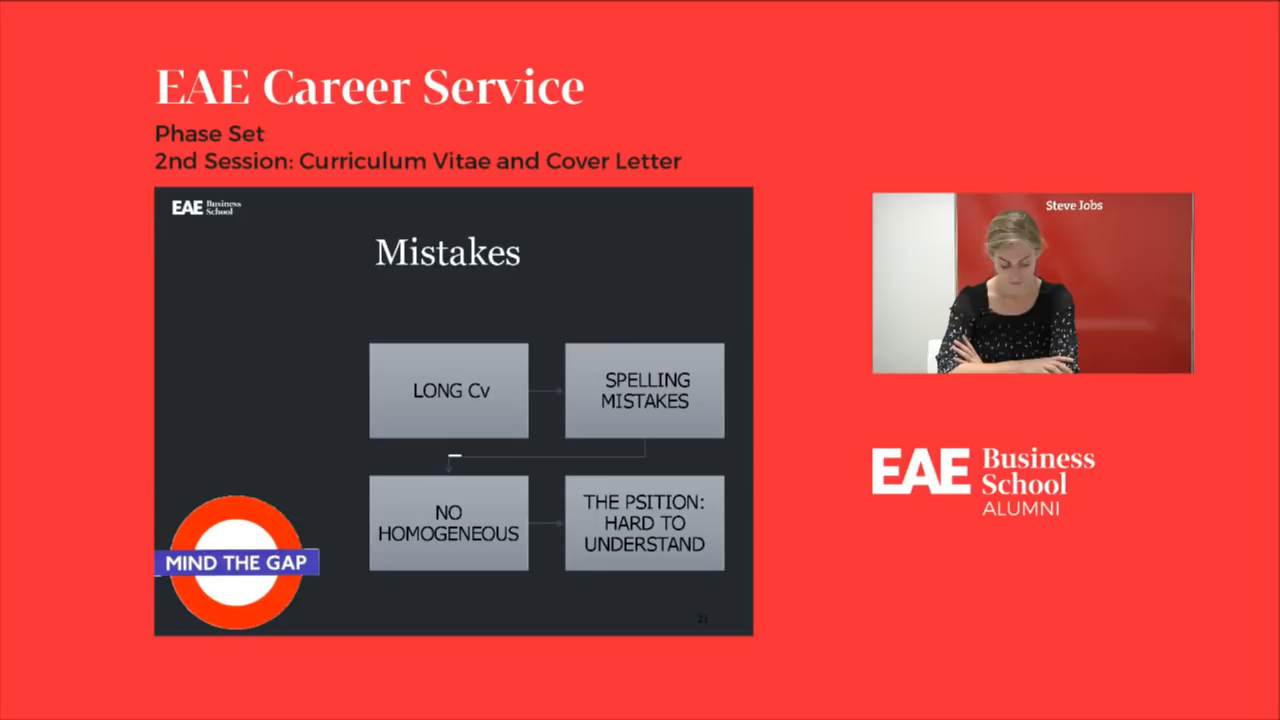 EAE Career Service
Phase Set
2nd Session: Curriculum Vitae and Cover Letter
EAE Business
School
Mistakes
LONG Cv
SPELLING
MISTAKES
NO
HOMOGENEOUS
THE PSITION:
HARD TO
UNDERSTAND
MIND THE GAP
21
Steve Jobs
EAE Business
School
ALUMNI